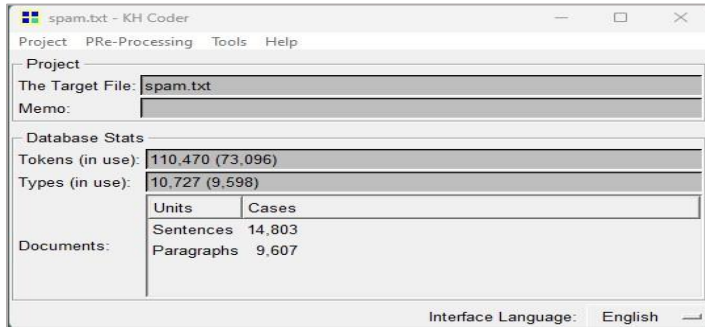 spam.txt - KH Coder
Project PRe-Processing Tools Help
Project
The Target File: spam.txt
Memo:
Database Stats
Tokens (in use): 110,470 (73,096)
Types (in use): 10,727 (9,598)
Units Cases
Sentences 14,803
Documents:
Paragraphs 9,607
Interface Language: English